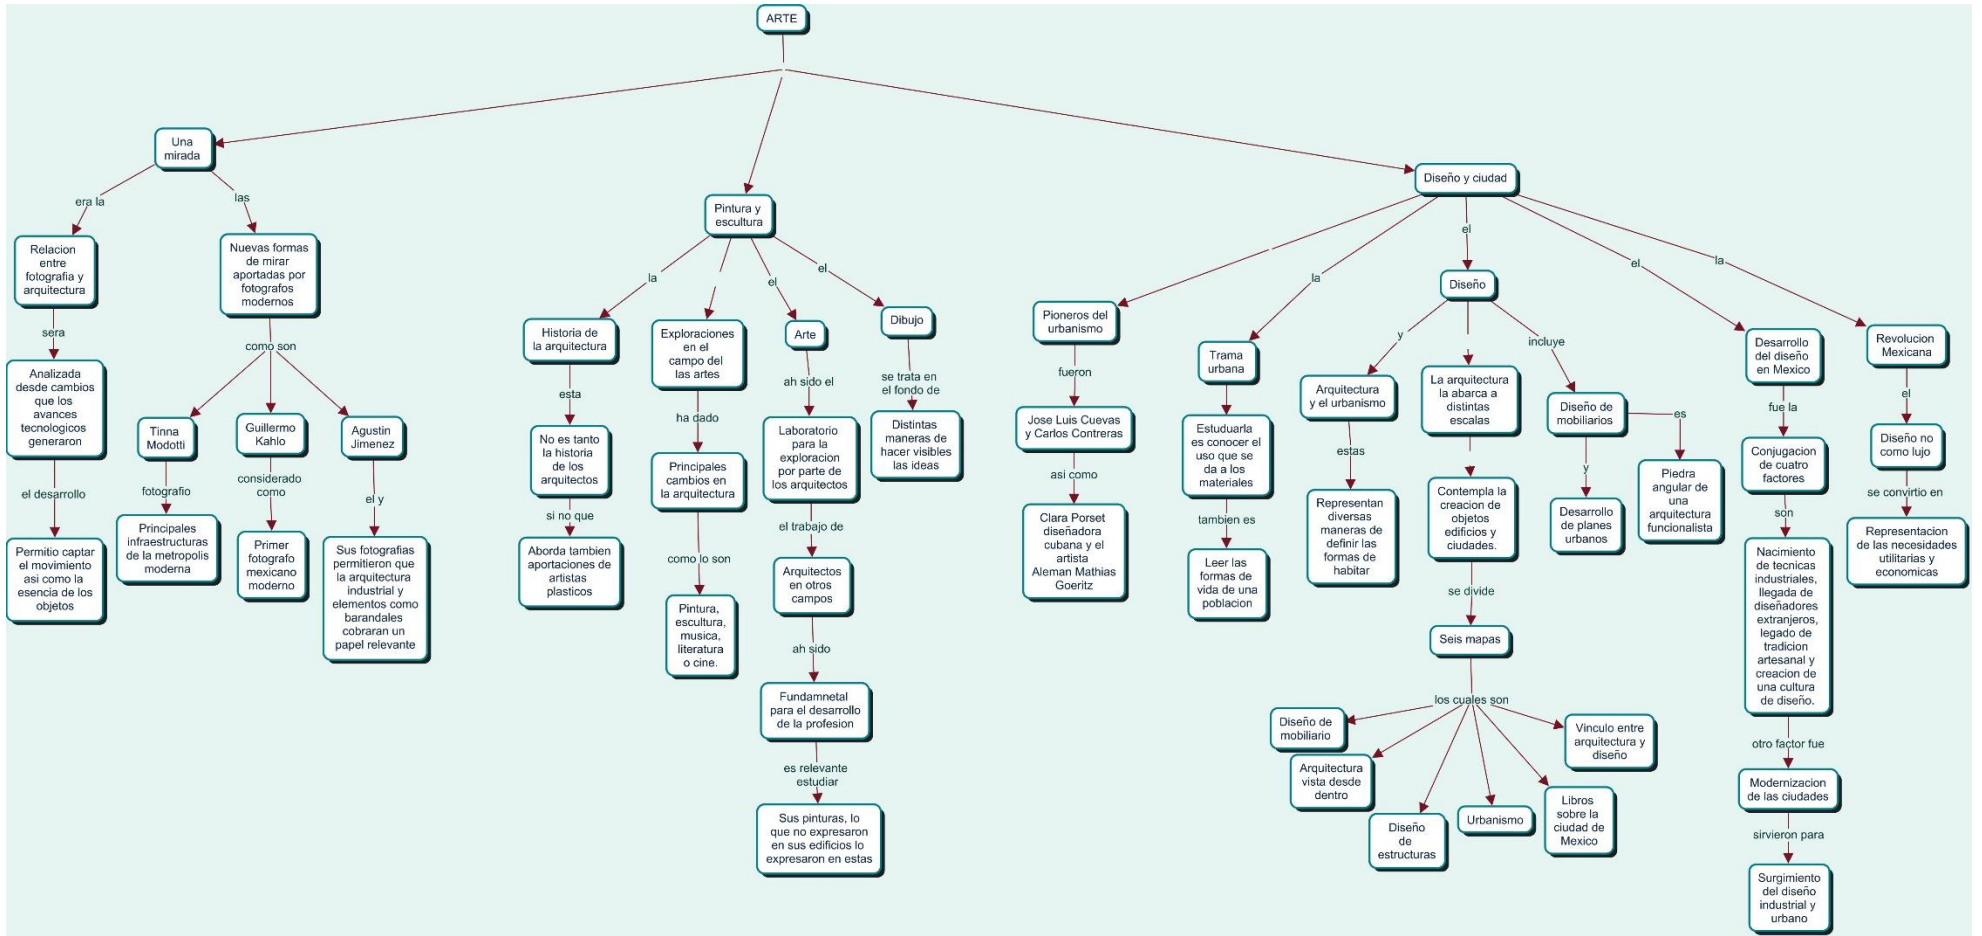 ARTE
Una
mirada
era la
las
Relacion
entre
fotografia y
arquitectura
sera
Analizada
desde cambios
que los
avances
tecnologicos
generaron
el desarrollo
Permitio captar
el movimiento
asi como la
esencia de los
objetos
Nuevas formas
de mirar
aportadas por
fotografos
modernos
como son
Tinna
Modotti
fotografio
Principales
infraestructuras
de la metropolis
moderna
Guillermo
Kahlo
considerado
como
Primer
fotografo
mexicano
moderno
Agustin
Jimenez
el y
Sus fotografias
permitieron que
la arquitectura
industrial y
elementos como
barandales
cobraran un
papel relevante
Pintura y
escultura
la
el
el
Historia de
la arquitectura
esta
No es tanto
la historia
de los
arquitectos
si no que
Aborda tambien
aportaciones de
artistas
plasticos
Exploraciones
en el
campo del
las artes
ha dado
Principales
cambios en
la arquitectura
como lo son
Pintura,
escultura,
musica,
literatura
o cine.
Arte
ah sido el
Laboratorio
para la
exploracion
por parte de
los arquitectos
el trabajo de
Arquitectos
en otros
campos
ah sido
Fundamnetal
para el desarrollo
de la profesion
es relevante
estudiar
Sus pinturas, lo
que no expresaron
en sus edificios lo
expresaron en estas
Dibujo
se trata en
el fondo de
Distintas
maneras de
hacer visibles
las ideas
Diseño y ciudad
la
el
el
la
Pioneros del
urbanismo
fueron
Jose Luis Cuevas
y Carlos Contreras
asi como
Clara Porset
diseñadora
cubana y el
artista
Aleman Mathias
Goeritz
Trama
urbana
Estuduarla
es conocer el
uso que se
da a los
materiales
tambien es
Leer las
formas de
vida de una
poblacion
Diseño
y
incluye
Arquitectura
y el urbanismo
estas
Representan
diversas
maneras de
definir las
formas de
habitar
La arquitectura
la abarca a
distintas
escalas
Contempla la
creacion de
objetos
edificios y
ciudades.
se divide
Seis mapas
los cuales son
Diseño de
mobiliario
Arquitectura
vista desde
dentro
Diseño
de
estructuras
Urbanismo
Libros
sobre la
ciudad de
Mexico
Vinculo entre
arquitectura y
diseño
Diseño de
mobiliarios
es
y
Desarrollo
de planes
urbanos
Piedra
angular de
una
arquitectura
funcionalista
Desarrollo
del diseño
en Mexico
fue la
Conjugacion
de cuatro
factores
son
Nacimiento
de tecnicas
industriales,
llegada de
diseñadores
extranjeros,
legado de
tradicion
artesanal y
creacion de
una cultura
de diseño.
otro factor fue
Modernizacion
de las ciudades
sirvieron para
Surgimiento
del diseño
industrial y
urbano
Revolucion
Mexicana
el
Diseño no
como lujo
se convirtio en
Representacion
de las necesidades
utilitarias y
economicas